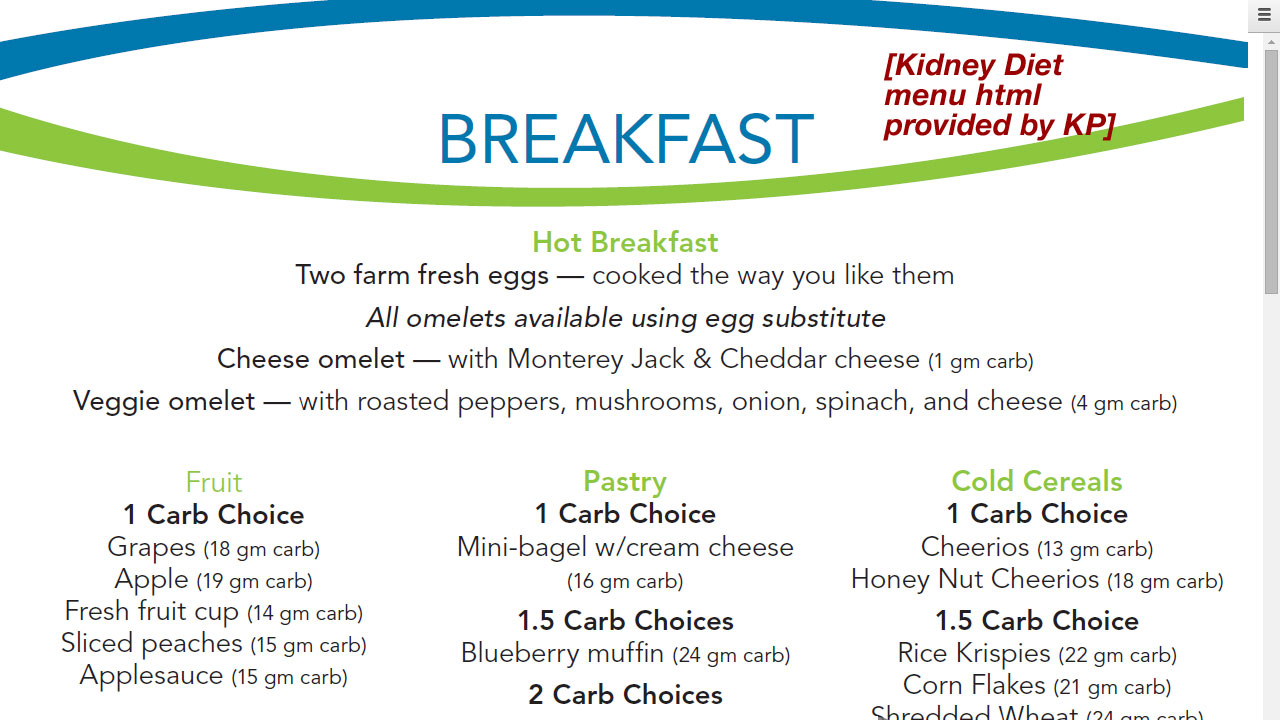 [Kidney Diet
menu html
provided by KP]
BREAKFAST
Hot Breakfast
Two farm fresh eggs — cooked the way you like them
All omelets available using egg substitute
Cheese omelet — with Monterey Jack & Cheddar cheese (1 gm carb)
Veggie omelet — with roasted peppers, mushrooms, onion, spinach, and cheese (4 gm carb)
Fruit
1 Carb Choice
Grapes (18 gm carb)
Apple (19 gm carb)
Fresh fruit cup (14 gm carb)
Sliced peaches (15 gm carb)
Applesauce (15 gm carb)
Pastry
1 Carb Choice
Mini-bagel w/cream cheese
(16 gm carb)
1.5 Carb Choices
Blueberry muffin (24 gm carb)
2 Carb Choices
Cold Cereals
1 Carb Choice
Cheerios (13 gm carb)
Honey Nut Cheerios (18 gm carb)
1.5 Carb Choice
Rice Krispies (22 gm carb)
Corn Flakes (21 gm carb)
Shredded Wheat (24 gm carb)